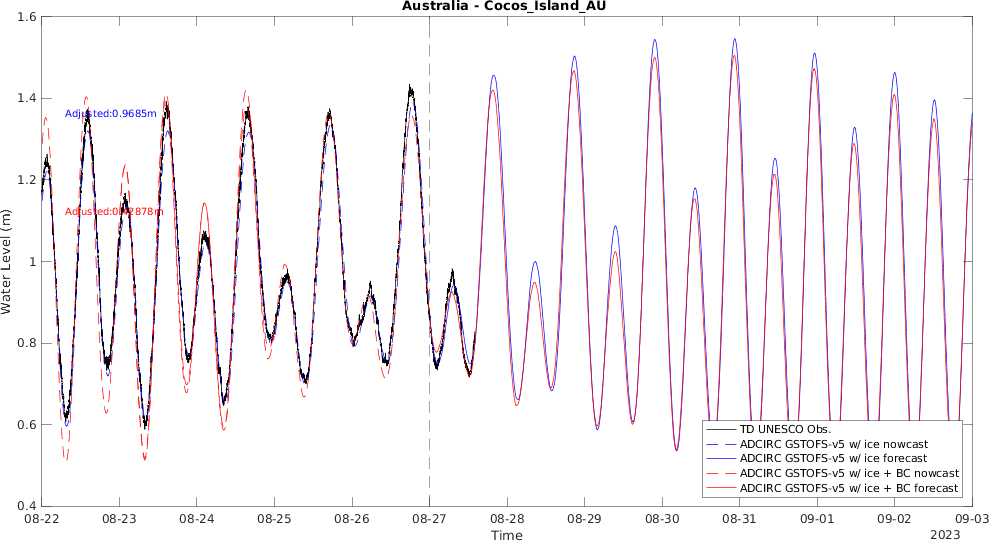 Australia - Cocos_Island_AU
1.6
1.4
1.2
1
0.8
0.6
0.4
Water Level (m)
Adjusted:0.9685m
TD UNESCO Obs.
ADCIRC GSTOFS-v5 w/ ice nowcast
ADCIRC GSTOFS-v5 w/ ice forecast
ADCIRC GSTOFS-v5 w/ ice + BC nowcast
ADCIRC GSTOFS-v5 w/ ice + BC forecast
08-22 08-23 08-24 08-25 08-26 08-27 08-28 08-29 08-30 08-31 09-01 09-02 09-03
Time
2023